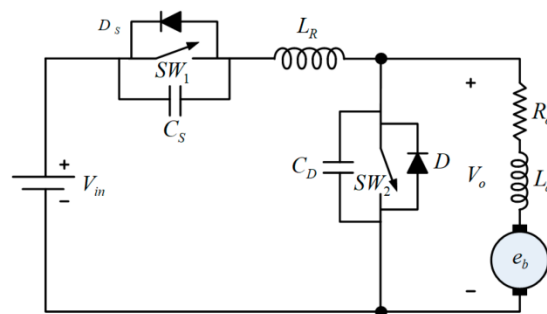 D_s
L_R
SW_1
C_S
+
V_in
-
C_D
SW_2
D
+
V_o
-
e_b